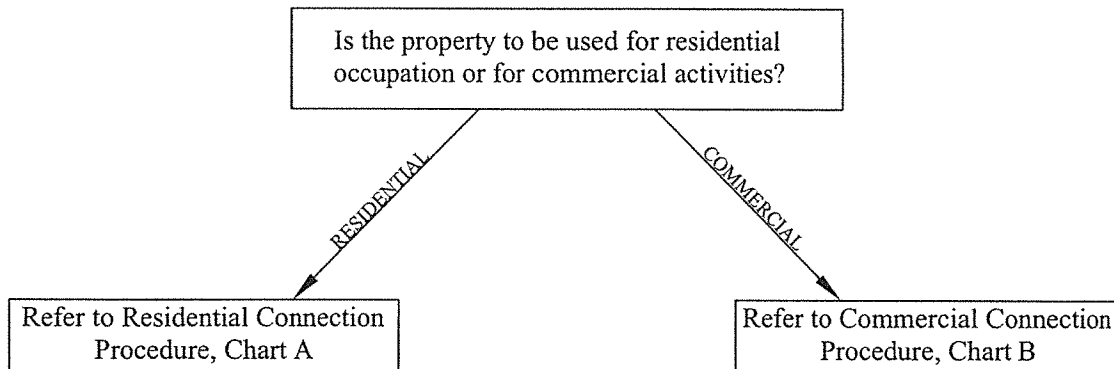 Is the property to be used for residential
occupation or for commercial activities?
RESIDENTIAL
COMMERCIAL
Refer to Residential Connection
Procedure, Chart A
Refer to Commercial Connection
Procedure, Chart B